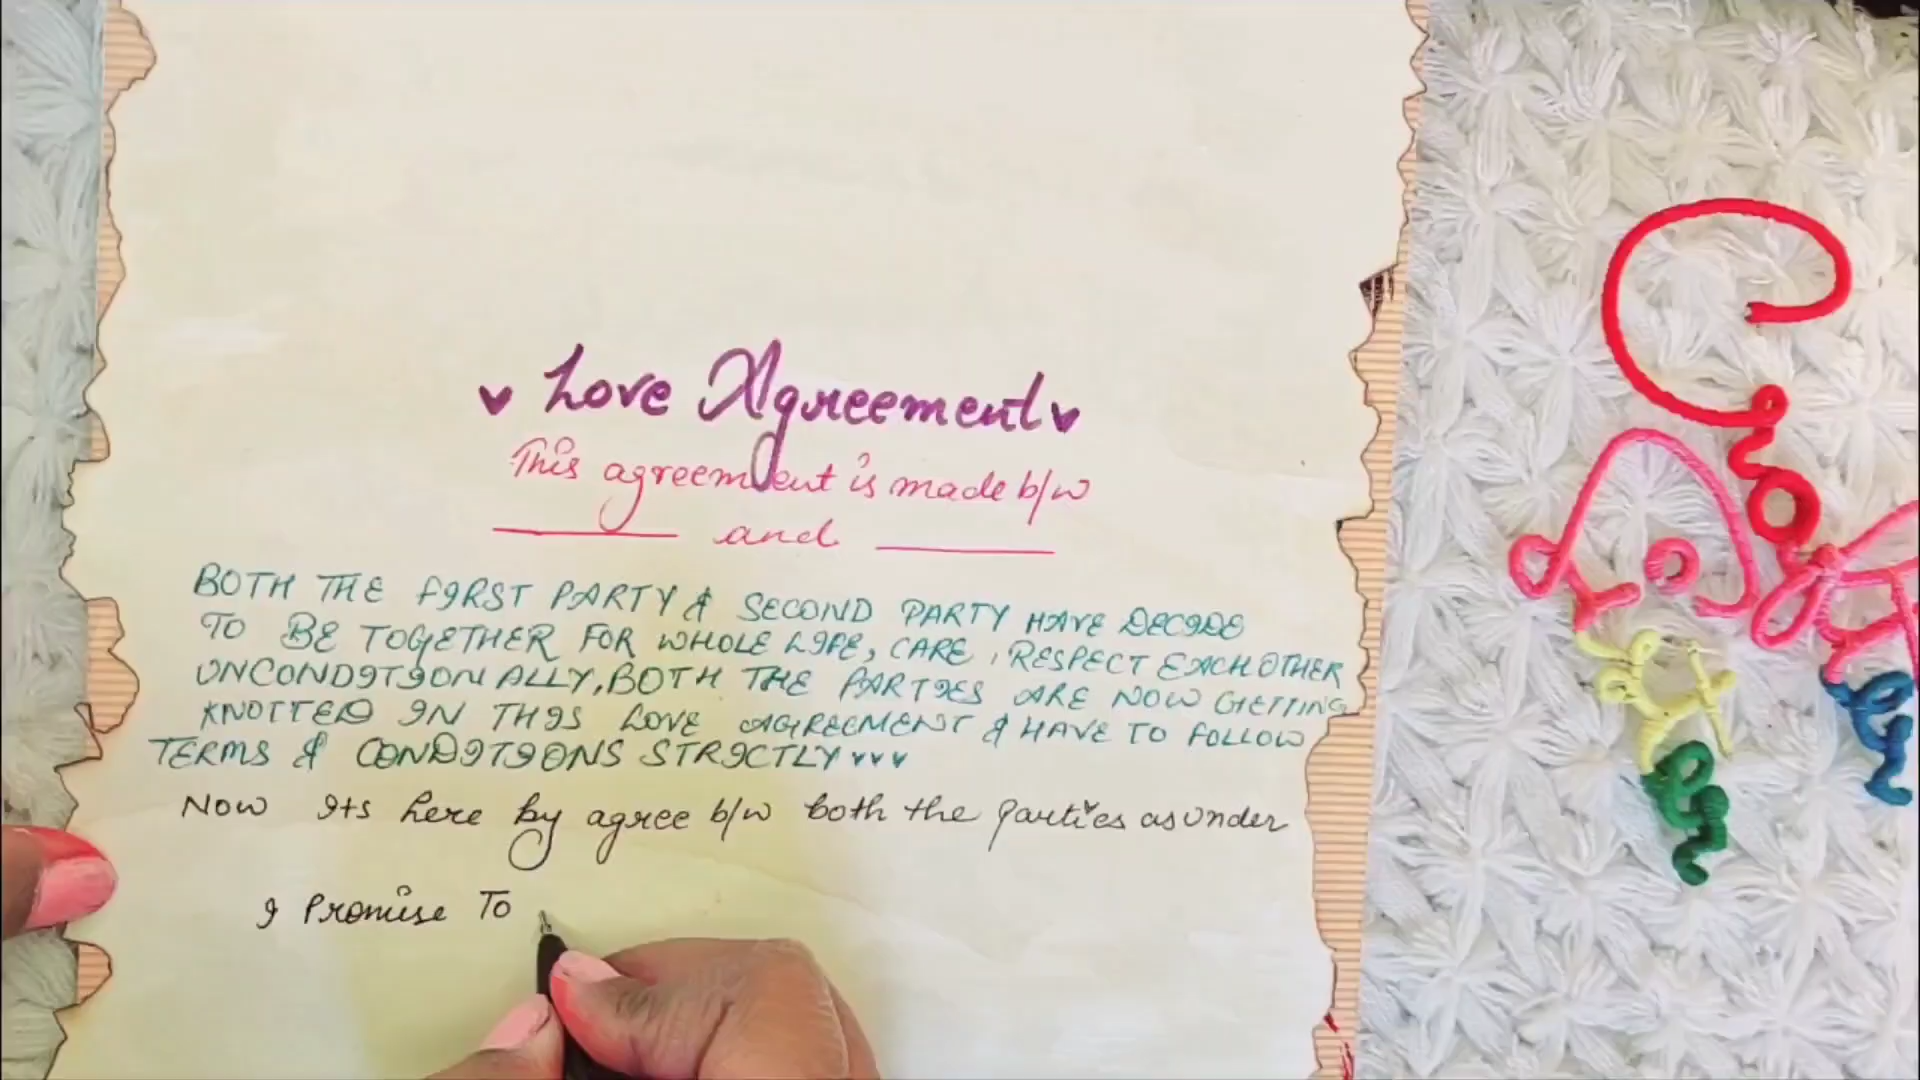 Love Agreement
This agreement is made b/w
and
BOTH THE FIRST PARTY & SECOND PARTY HAVE DECIDE
TO BE TOGETHER FOR WHOLE LIFE, CARE, RESPECT EACH OTHER
UNCONDITIONALLY, BOTH THE PARTIES ARE NOW GETTING
KNOTTED IN THIS LOVE AGREEMENT & HAVE TO FOLLOW
TERMS & CONDITIONS STRICTLY
Now Its here by agree b/w both the parties as under
I Promise To